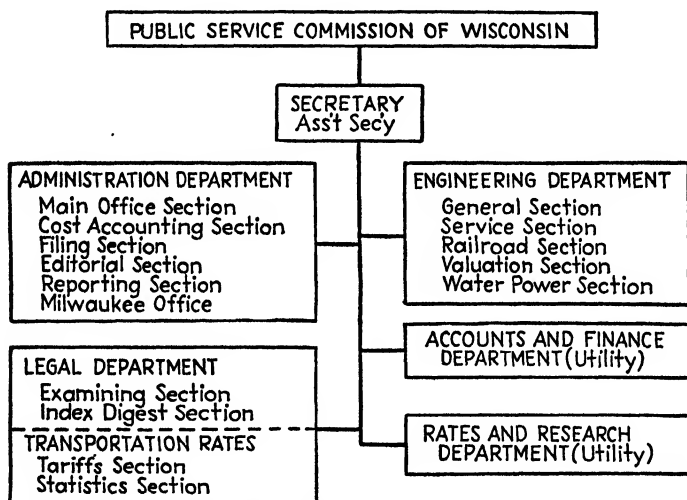 PUBLIC SERVICE COMMISSION OF WISCONSIN
SECRETARY
Ass't Sec'y
ADMINISTRATION DEPARTMENT
Main Office Section
Cost Accounting Section
Filing Section
Editorial Section
Reporting Section
Milwaukee Office
ENGINEERING DEPARTMENT
General Section
Service Section
Railroad Section
Valuation Section
Water Power Section
LEGAL DEPARTMENT
Examining Section
Index Digest Section
TRANSPORTATION RATES
Tariffs Section
Statistics Section
ACCOUNTS AND FINANCE
DEPARTMENT (Utility)
RATES AND RESEARCH
DEPARTMENT (Utility)